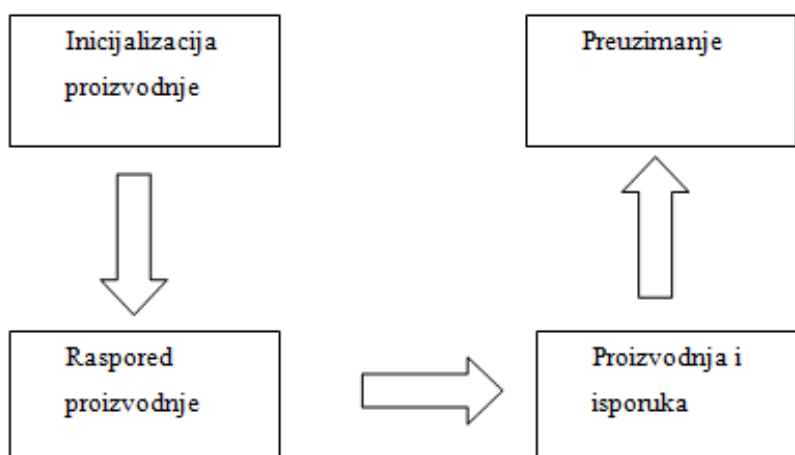 Inicijalizacija
proizvodnje
Preuzimanje
Raspored
proizvodnje
Proizvodnja i
isporuka